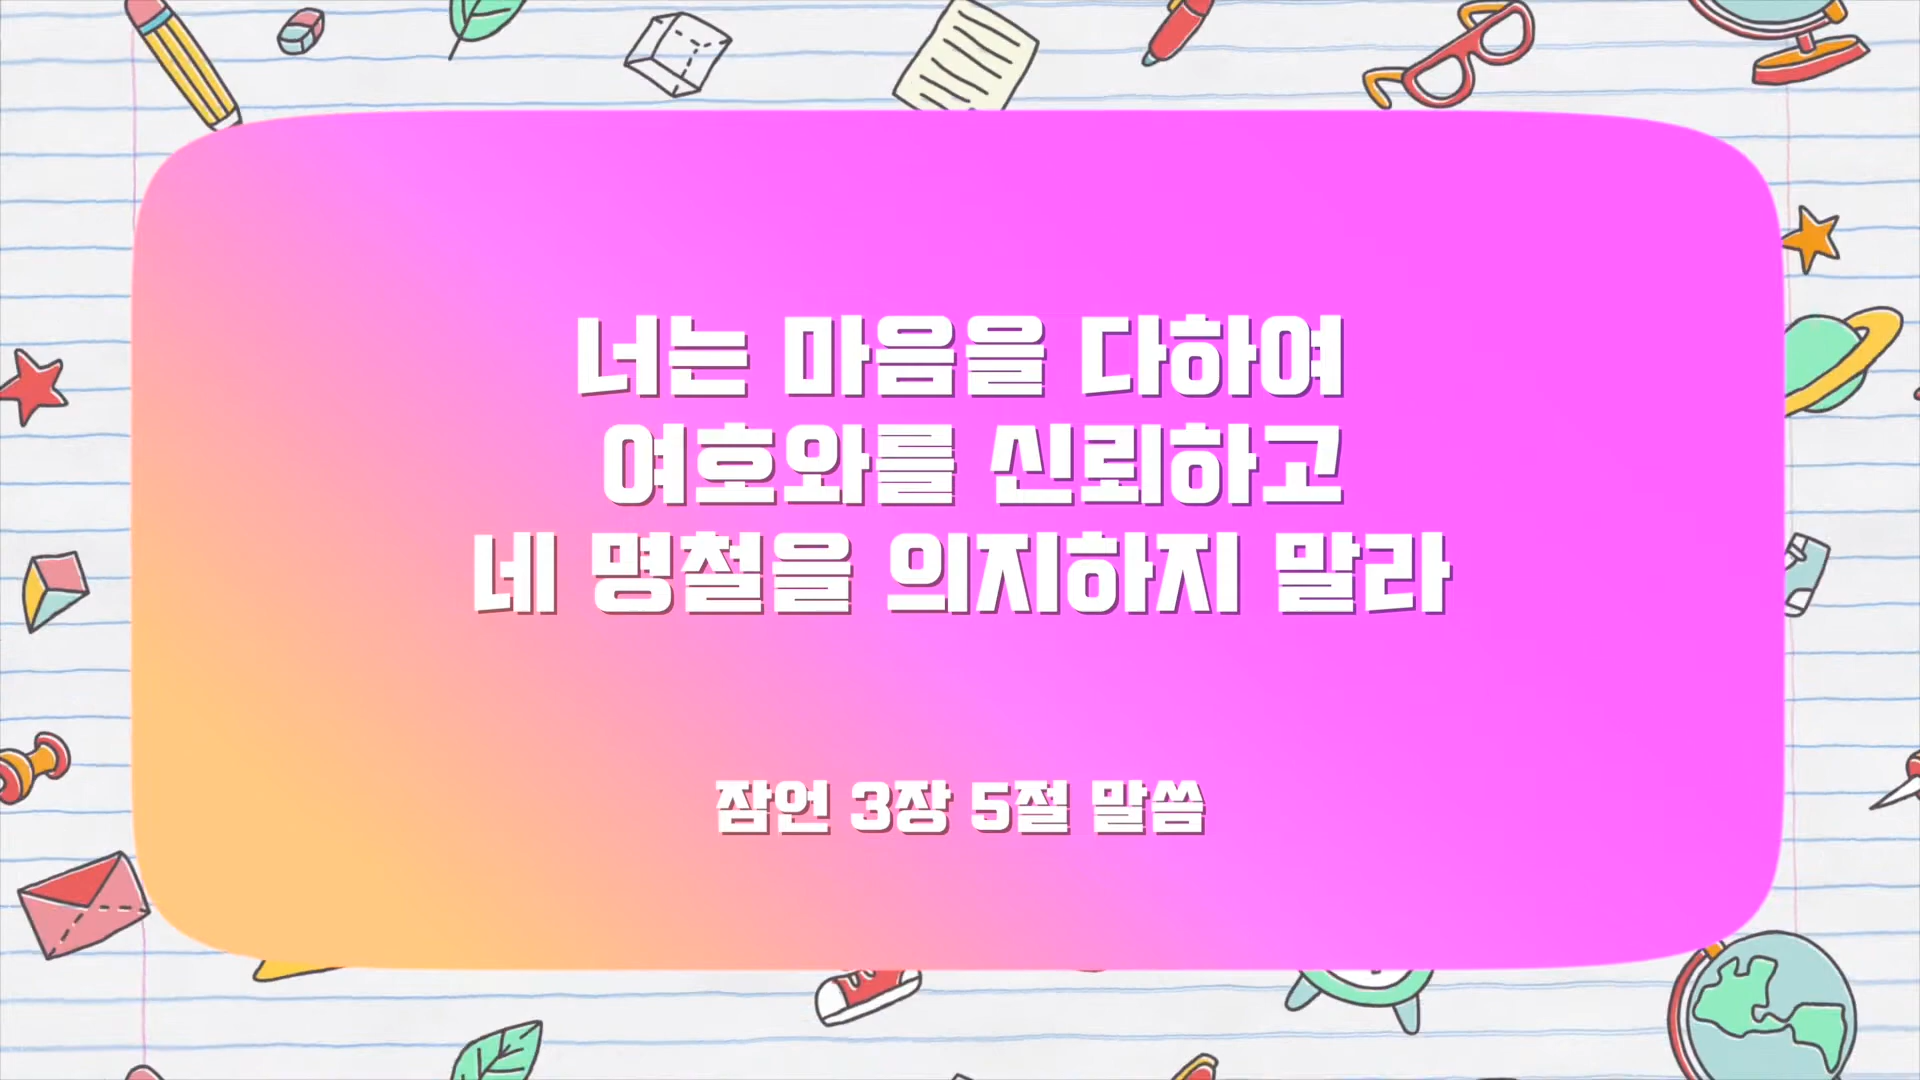 너는 마음을 다하여
여호와를 신뢰하고
네 명철을 의지하지 말라
잠언 3장 5절 말씀